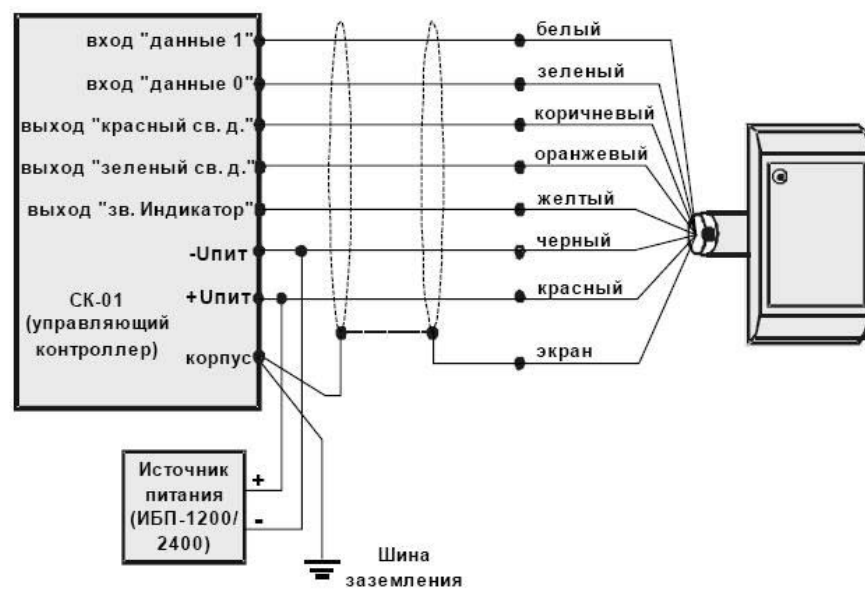 вход "данные 1"
вход "данные 0"
выход "красный св. д."
выход "зеленый св. д."
выход "зв. Индикатор"
-Uпит
+Uпит
СК-01
(управляющий
контроллер)
корпус
белый
зеленый
коричневый
оранжевый
желтый
черный
красный
экран
Источник
питания
(ИБП-1200/
2400)
+
-
Шина
заземления